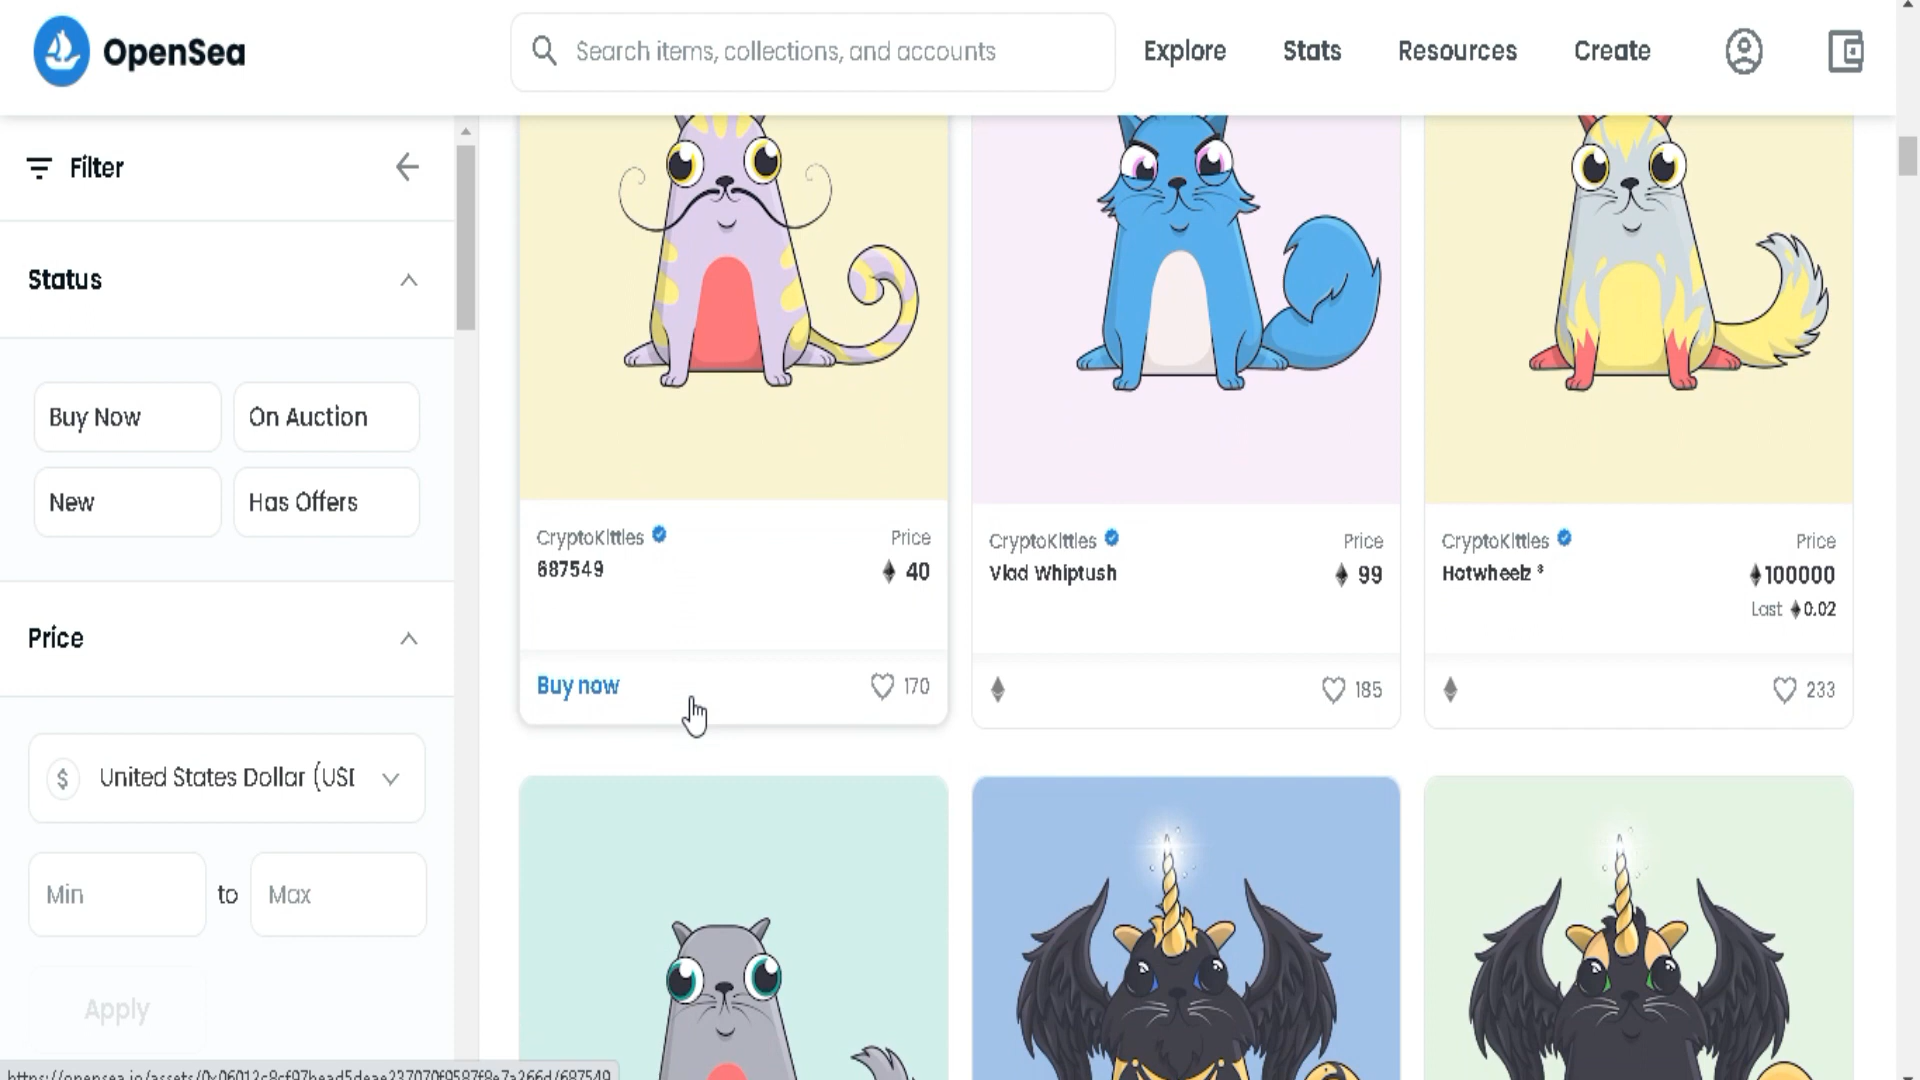 OpenSea
Search items, collections, and accounts
Explore
Stats
Resources
Create
Filter
Status
Buy Now
On Auction
New
Has Offers
Price
$ United States Dollar (USD
Min
to
Max
Apply
CryptoKitties
Price
687549
40
Buy now
170
CryptoKitties
Price
Vlad Whiptush
99
185
CryptoKitties
Price
Hotwheelz
100000
Last 0.02
233